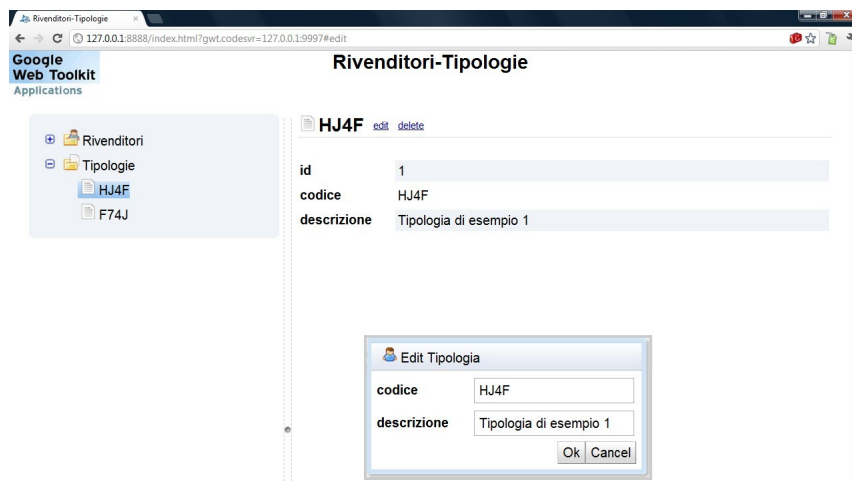 Rivenditori-Tipologie
127.0.0.1:8888/index.html?gwt.codesvr=127.0.0.1:9997#edit
Google
Web Toolkit
Applications
Rivenditori-Tipologie
Rivenditori
Tipologie
HJ4F
F74J
HJ4F edit delete
id 1
codice HJ4F
descrizione Tipologia di esempio 1
Edit Tipologia
codice HJ4F
descrizione Tipologia di esempio 1
Ok Cancel